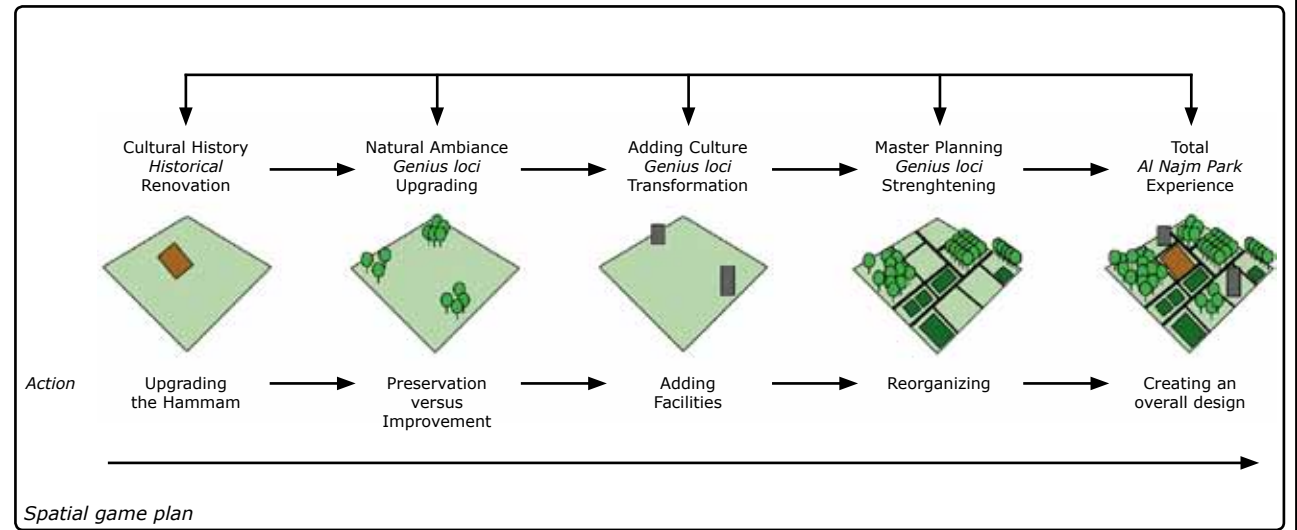 Cultural History
Historical
Renovation
Natural Ambiance
Genius loci
Upgrading
Adding Culture
Genius loci
Transformation
Master Planning
Genius loci
Strenghtening
Total
Al Najm Park
Experience
Action
Upgrading
the Hammam
Preservation
versus
Improvement
Adding
Facilities
Reorganizing
Creating an
overall design
Spatial game plan